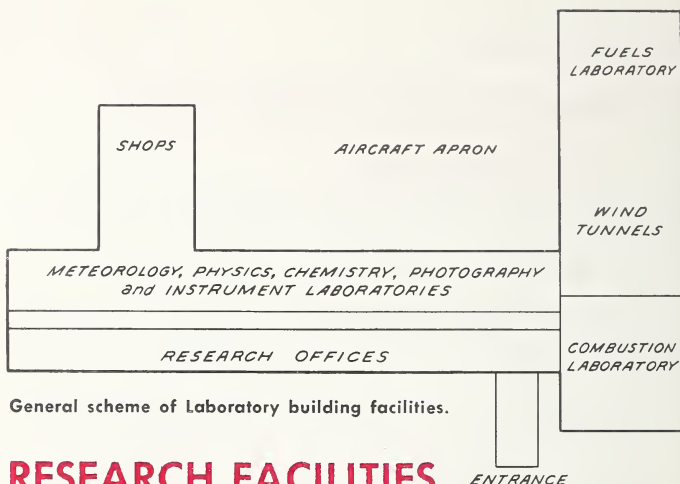 FUELS
LABORATORY
SHOPS
AIRCRAFT APRON
WIND
TUNNELS
METEOROLOGY, PHYSICS, CHEMISTRY, PHOTOGRAPHY
and INSTRUMENT LABORATORIES
RESEARCH OFFICES
COMBUSTION
LABORATORY
General scheme of Laboratory building facilities.
RESEARCH FACILITIES
ENTRANCE